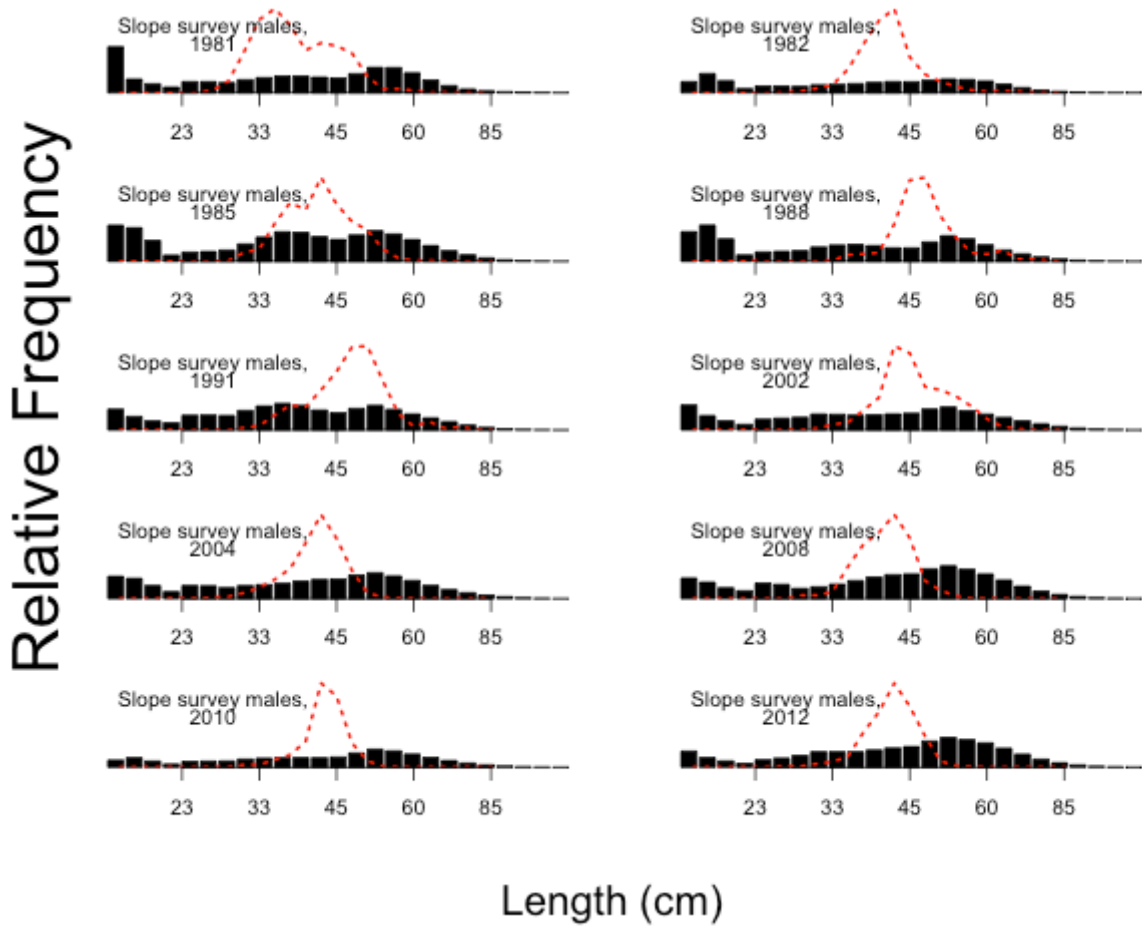 Relative Frequency
Slope survey males,
1981
23 33 45 60 85
Slope survey males,
1982
23 33 45 60 85
Slope survey males,
1985
23 33 45 60 85
Slope survey males,
1988
23 33 45 60 85
Slope survey males,
1991
23 33 45 60 85
Slope survey males,
2002
23 33 45 60 85
Slope survey males,
2004
23 33 45 60 85
Slope survey males,
2008
23 33 45 60 85
Slope survey males,
2010
23 33 45 60 85
Slope survey males,
2012
23 33 45 60 85
Length (cm)